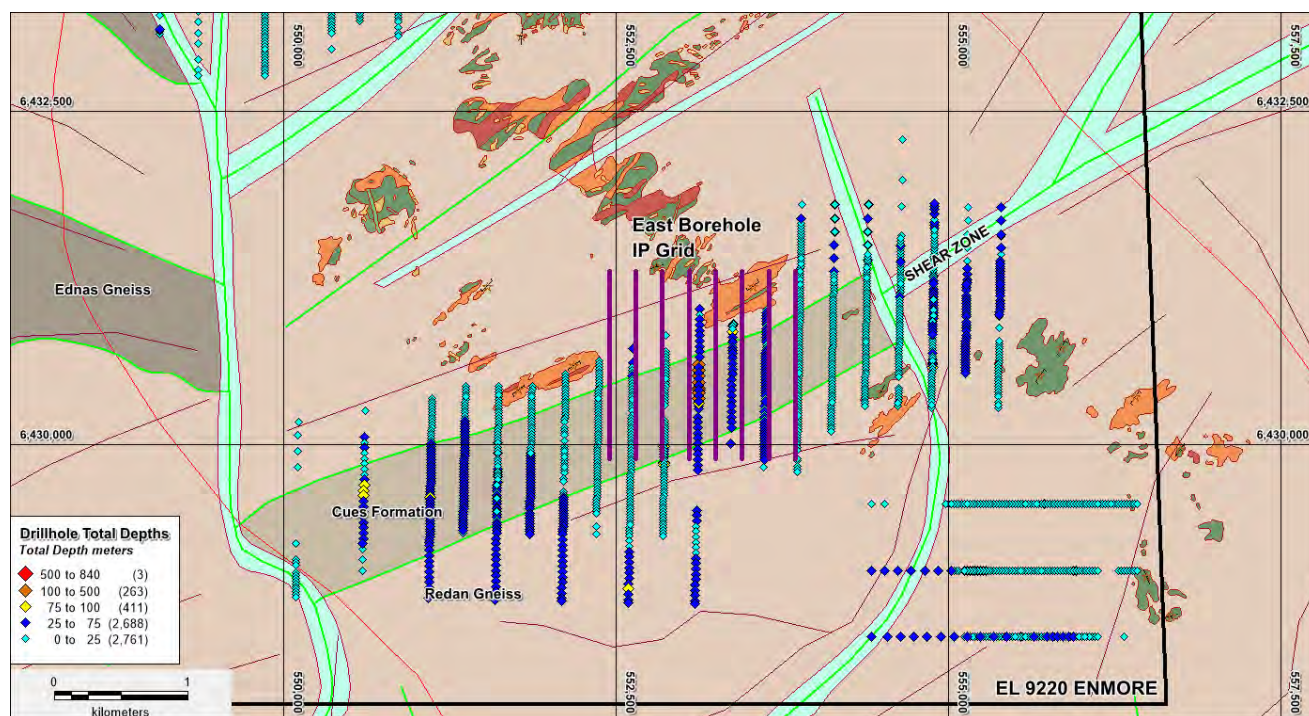 550,000
552,500
555,000
557,500
6,432,500
6,432,500
East Borehole
IP Grid
SHEAR ZONE
Ednas Gneiss
6,430,000
6,430,000
Cues Formation
Redan Gneiss
Drillhole Total Depths
Total Depth meters
500 to 840 (3)
100 to 500 (263)
75 to 100 (411)
25 to 75 (2,688)
0 to 25 (2,761)
0 1
kilometers
550,000
552,500
555,000
557,500
EL 9220 ENMORE